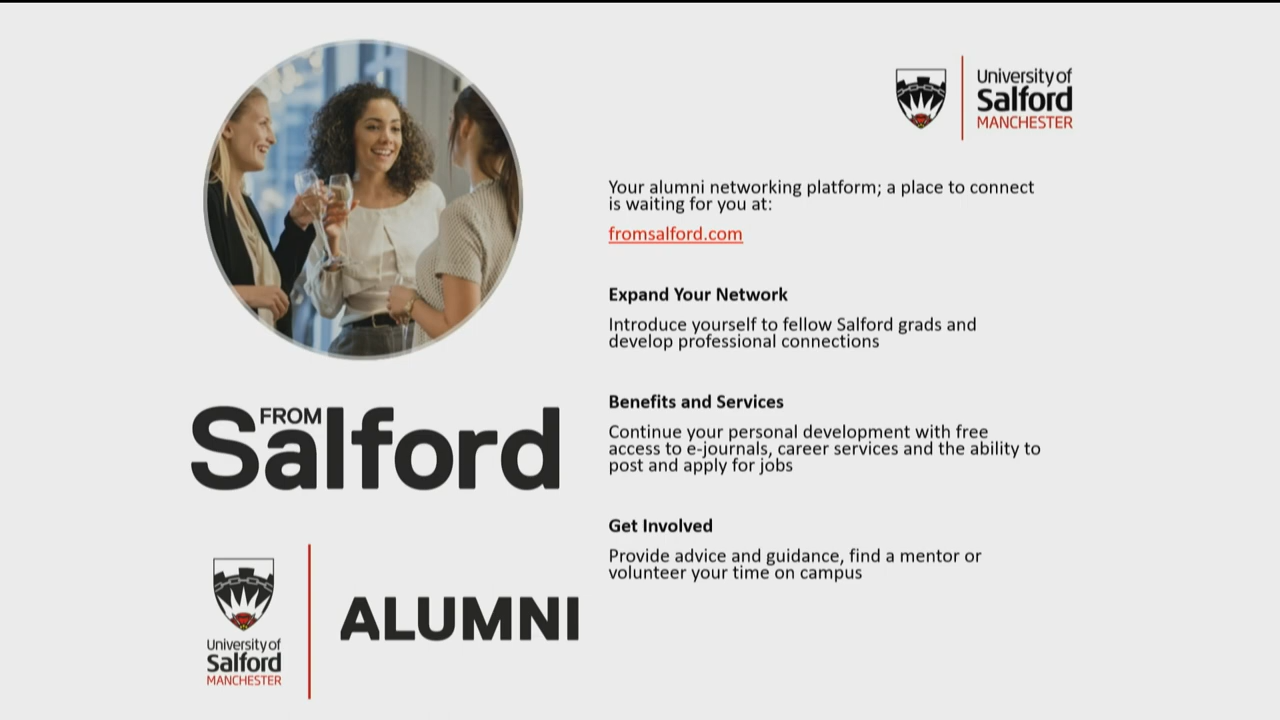 University of
Salford
MANCHESTER
Your alumni networking platform; a place to connect
is waiting for you at:
fromsalford.com
Expand Your Network
Introduce yourself to fellow Salford grads and
develop professional connections
Benefits and Services
Continue your personal development with free
access to e-journals, career services and the ability to
post and apply for jobs
Get Involved
Provide advice and guidance, find a mentor or
volunteer your time on campus
FROM
Salford
University of
Salford
MANCHESTER
ALUMNI